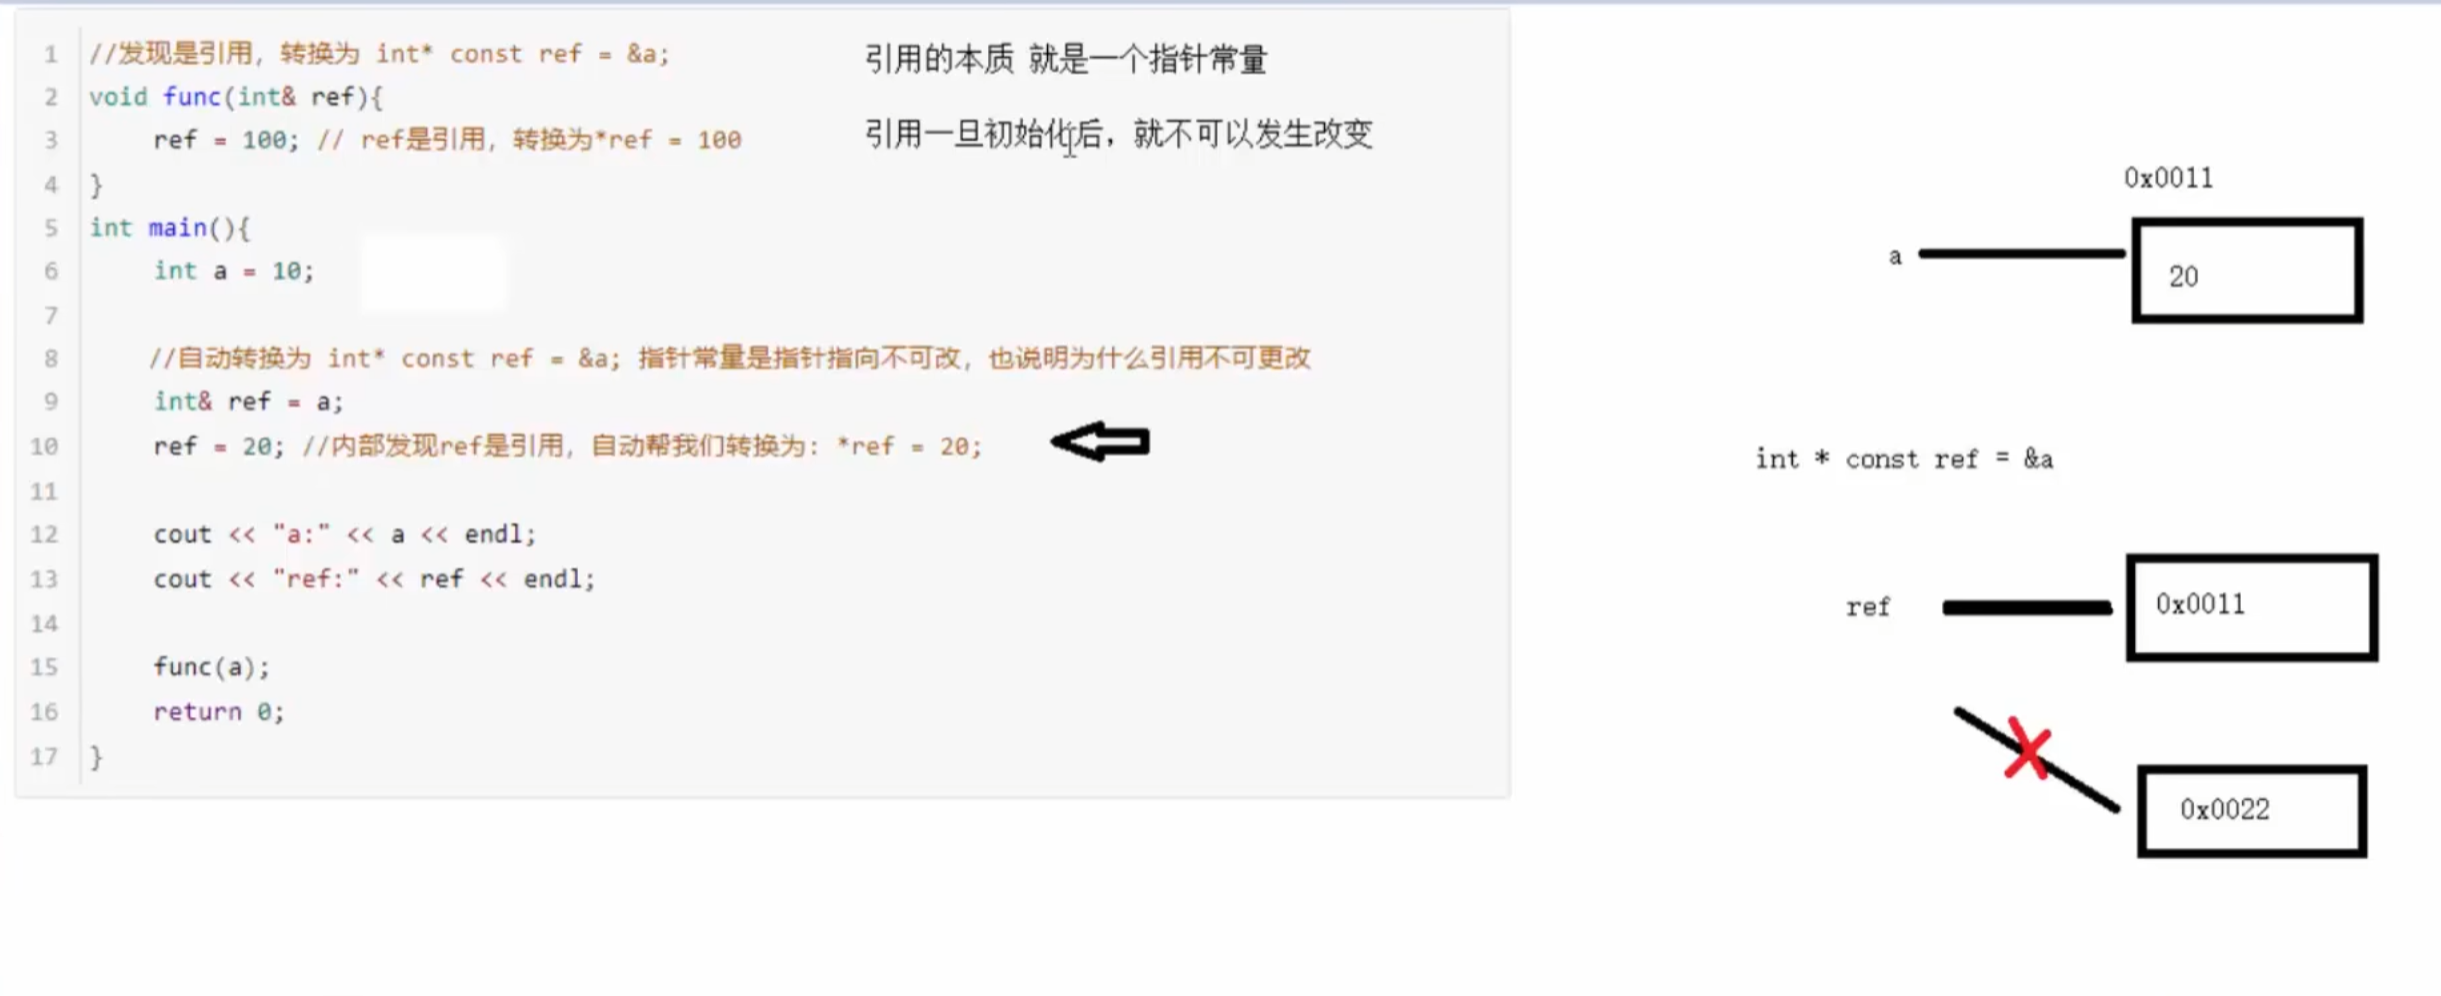 1 //发现是引用，转换为 int* const ref = &a;
2 void func(int& ref){
3 ref = 100; // ref是引用，转换为*ref = 100
4 }
5 int main(){
6 int a = 10;
7
8 //自动转换为 int* const ref = &a; 指针常量是指针指向不可改，也说明为什么引用不可更改
9 int& ref = a;
10 ref = 20; //内部发现ref是引用，自动帮我们转换为: *ref = 20;
11
12 cout << "a:" << a << endl;
13 cout << "ref:" << ref << endl;
14
15 func(a);
16 return 0;
17 }
引用的本质 就是一个指针常量
引用一旦初始化后，就不可以发生改变
0x0011
a
20
int * const ref = &a
ref
0x0011
0x0022